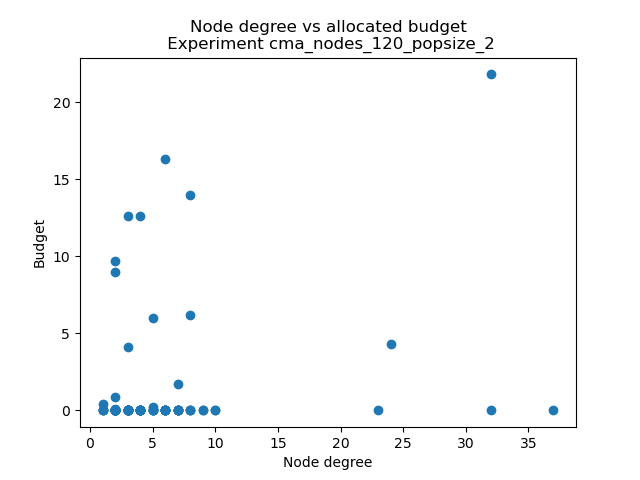 Node degree vs allocated budget
Experiment cma_nodes_120_popsize_2
Budget
20
15
10
5
0
0 5 10 15 20 25 30 35
Node degree